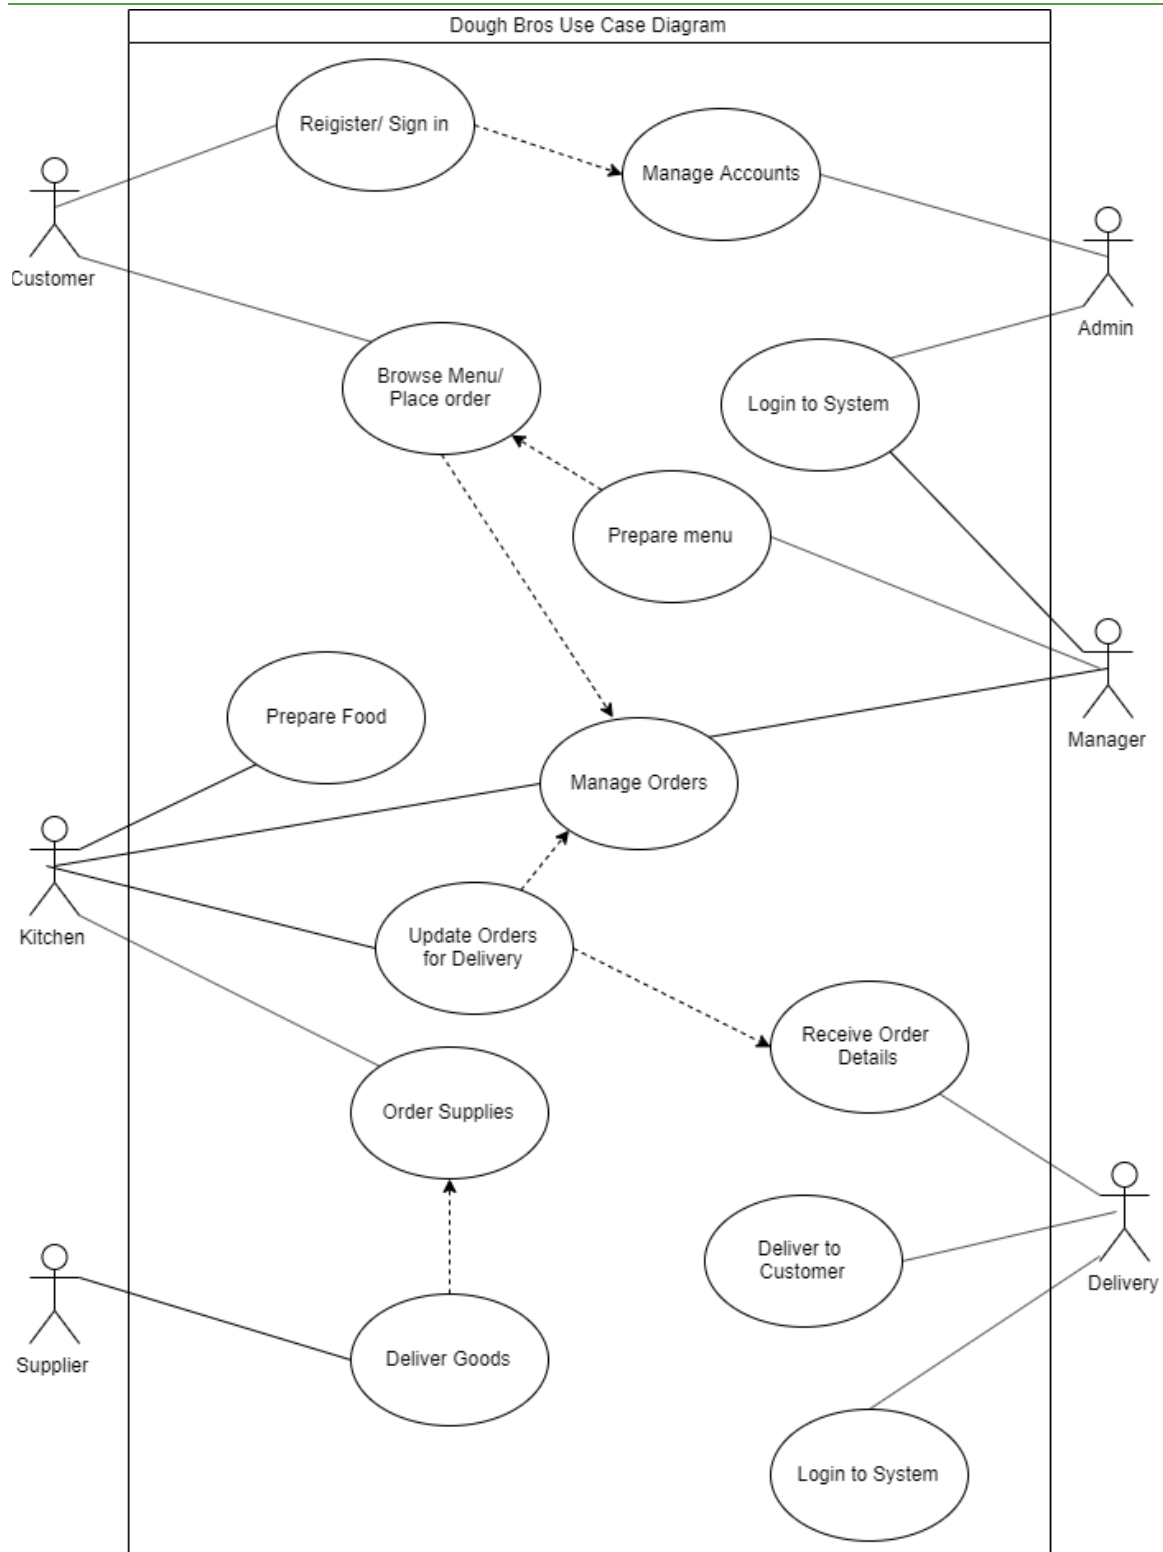 Dough Bros Use Case Diagram
Reigister/ Sign in
Manage Accounts
Customer
Admin
Browse Menu/
Place order
Login to System
Prepare menu
Prepare Food
Manager
Manage Orders
Kitchen
Update Orders
for Delivery
Receive Order
Details
Order Supplies
Deliver to
Customer
Delivery
Supplier
Deliver Goods
Login to System